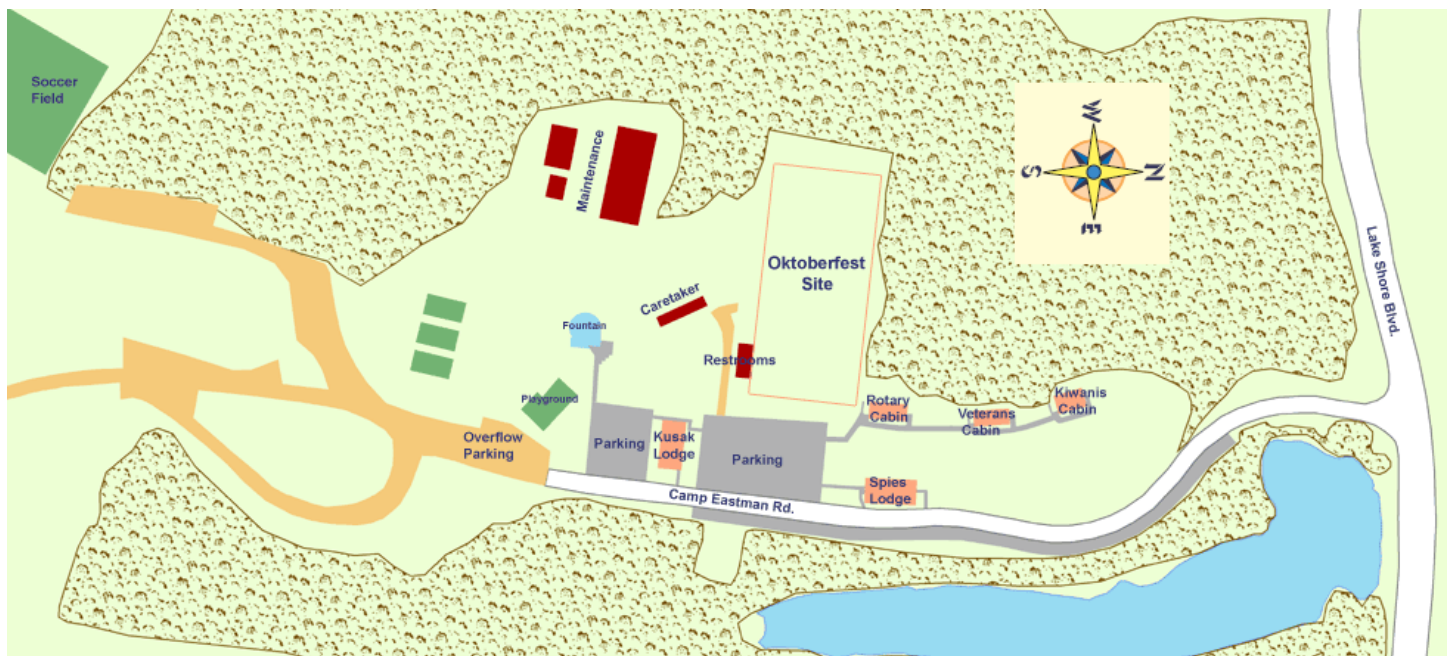 Soccer
Field
Maintenance
W
S
N
E
Lake Shore Blvd.
Oktoberfest
Site
Caretaker
Fountain
Restrooms
Playground
Rotary
Cabin
Veterans
Cabin
Kiwanis
Cabin
Overflow
Parking
Parking
Kusak
Lodge
Parking
Spies
Lodge
Camp Eastman Rd.